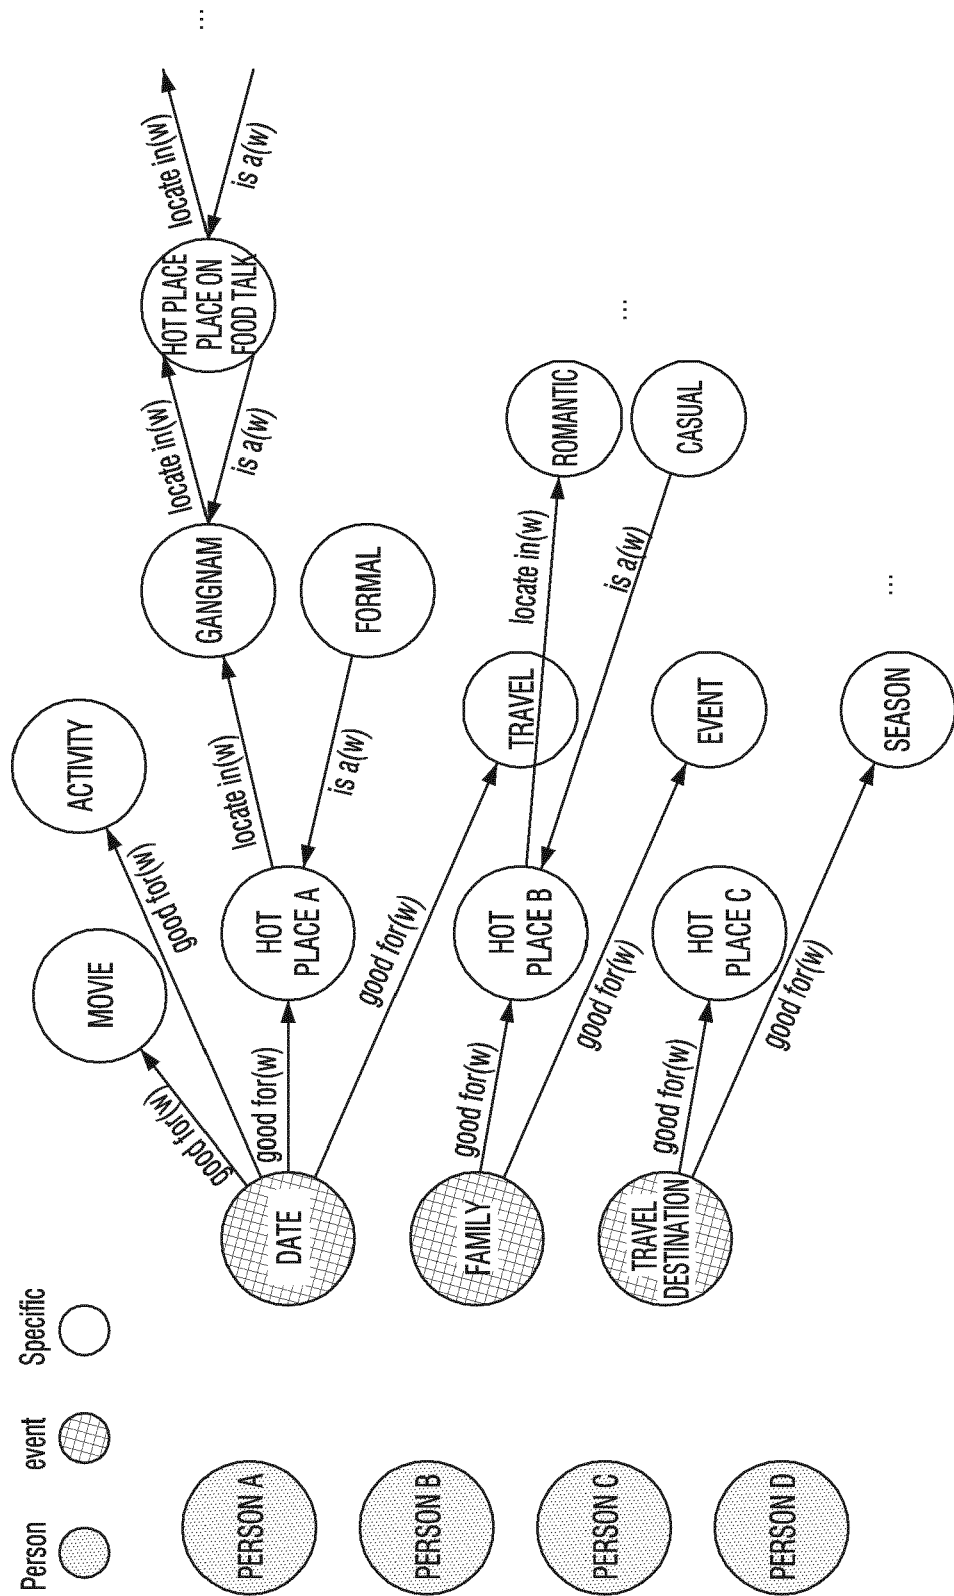 Person
event
Specific
PERSON A
PERSON B
PERSON C
PERSON D
DATE
FAMILY
TRAVEL
DESTINATION
good for(w)
MOVIE
good for(w)
ACTIVITY
good for(w)
HOT
PLACE A
good for(w)
TRAVEL
locate in(w)
GANGNAM
is a(w)
FORMAL
locate in(w)
is a(w)
HOT PLACE
PLACE ON
FOOD TALK
locate in(w)
is a(w)
...
good for(w)
HOT
PLACE B
good for(w)
EVENT
locate in(w)
ROMANTIC
is a(w)
CASUAL
...
good for(w)
HOT
PLACE C
good for(w)
SEASON
...